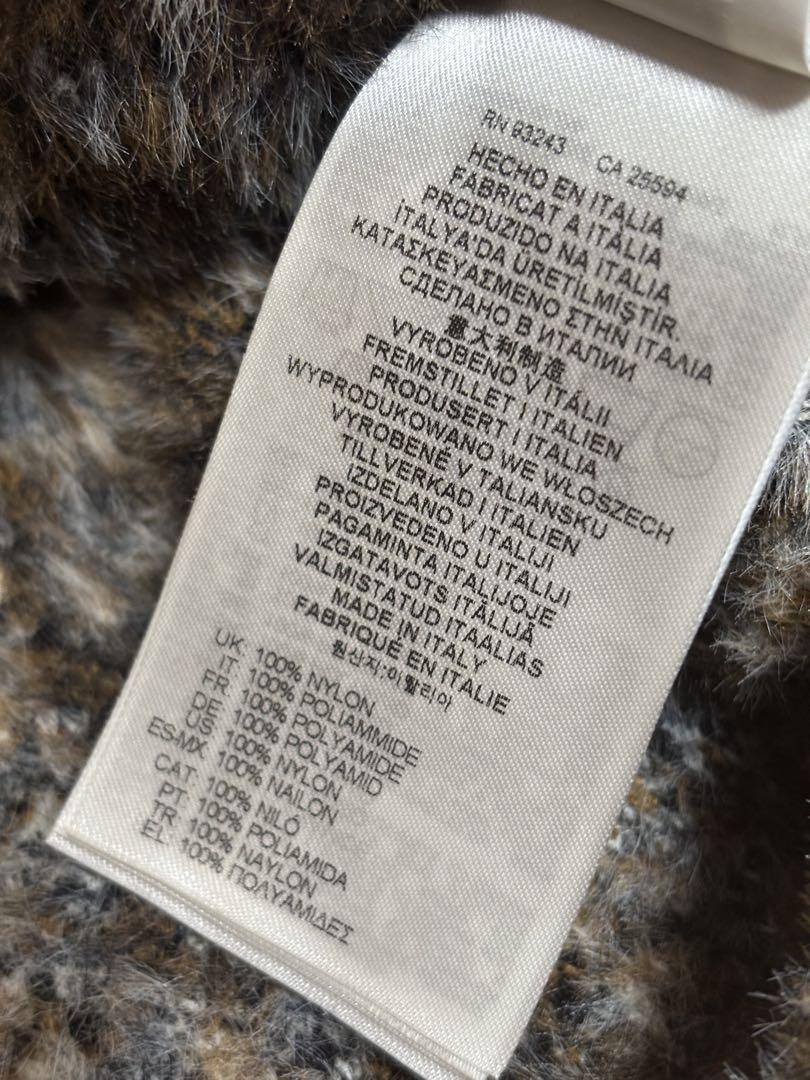 RN 93243 CA 25594
HECHO EN ITALIA
FABRICAT A ITÀLIA
PRODUZIDO NA ITALIA
İTALYA'DA ÜRETİLMİŞTİR.
ΚΑΤΑΣΚΕΥΑΣΜΕΝΟ ΣΤΗΝ ΙΤΑΛΙΑ
СДЕЛАНО В ИТАЛИИ
意大利制造
VYROBENO V ITÁLII
FREMSTILLET I ITALIEN
PRODUSERT I ITALIA
WYPRODUKOWANO WE WŁOSZECH
VYROBENÉ V TALIANSKU
TILLVERKAD I ITALIEN
IZDELANO V ITALIJI
PROIZVEDENO U ITALIJI
PAGAMINTA ITALIJOJE
IZGATAVOTS ITĀLIJĀ
VALMISTATUD ITAALIAS
MADE IN ITALY
FABRIQUÉ EN ITALIE
원산지:이탈리아
UK: 100% NYLON
IT: 100% POLIAMMIDE
FR: 100% POLYAMIDE
DE: 100% POLYAMID
US: 100% NYLON
ES-MX: 100% NAILON
CAT: 100% NILÓ
PT: 100% POLIAMIDA
TR: 100% NAYLON
EL: 100% ΠΟΛΥΑΜΙΔΕΣ